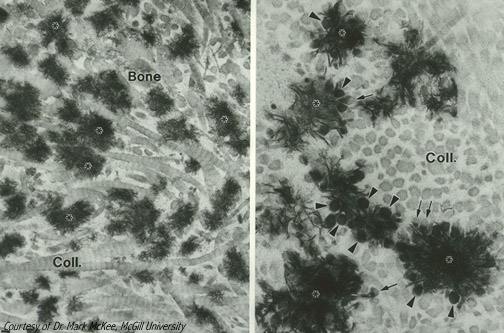 Bone
Coll.
Coll.
Courtesy of Dr Mark McKee, McGill University